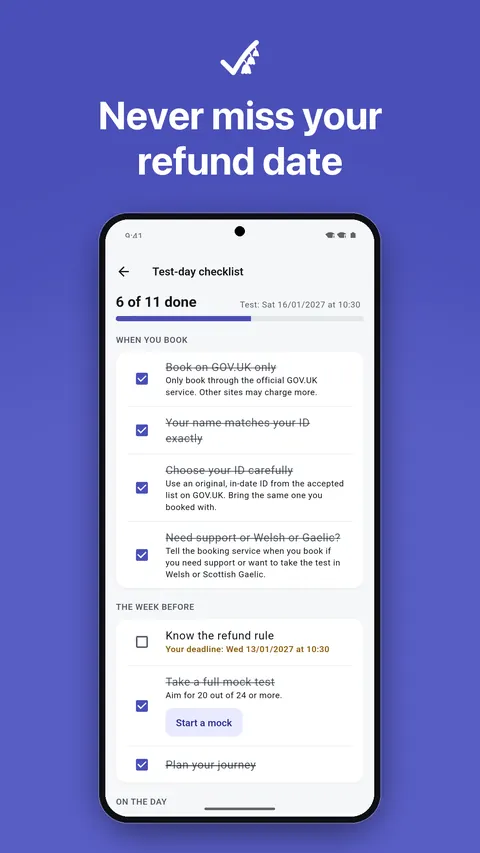 Never miss your
refund date
9:41
Test-day checklist
6 of 11 done
Test: Sat 16/01/2027 at 10:30
WHEN YOU BOOK
Book on GOV.UK only
Only book through the official GOV.UK
service. Other sites may charge more.
Your name matches your ID
exactly
Choose your ID carefully
Use an original, in-date ID from the accepted
list on GOV.UK. Bring the same one you
booked with.
Need support or Welsh or Gaelic?
Tell the booking service when you book if
you need support or want to take the test in
Welsh or Scottish Gaelic.
THE WEEK BEFORE
Know the refund rule
Your deadline: Wed 13/01/2027 at 10:30
Take a full mock test
Aim for 20 out of 24 or more.
Start a mock
Plan your journey
ON THE DAY